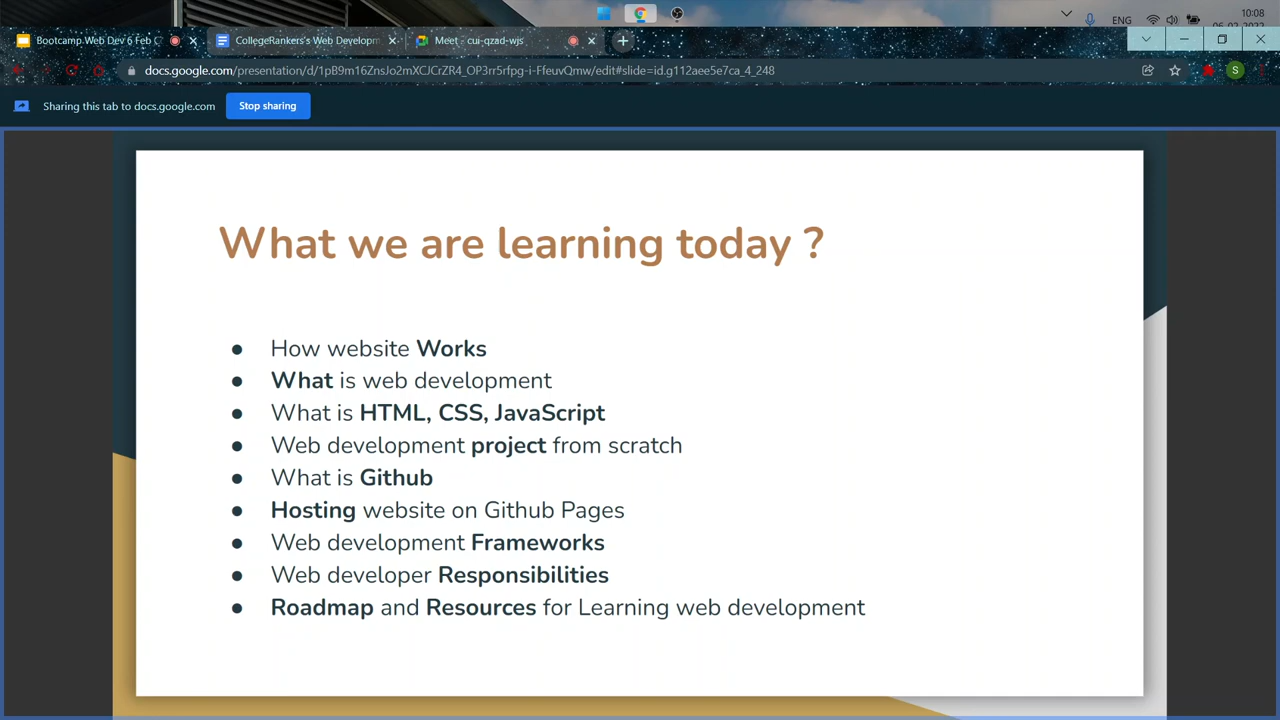 10:08
ENG
Bootcamp Web Dev 6 Feb
CollegeRankers's Web Developm
Meet - cui-qzad-wjs
docs.google.com/presentation/d/1pB9m16ZnsJo2mXCJCrZR4_OP3rr5rfpg-i-FfeuvQmw/edit#slide=id.g112aee5e7ca_4_248
S
Sharing this tab to docs.google.com
Stop sharing
What we are learning today ?
● How website Works
● What is web development
● What is HTML, CSS, JavaScript
● Web development project from scratch
● What is Github
● Hosting website on Github Pages
● Web development Frameworks
● Web developer Responsibilities
● Roadmap and Resources for Learning web development